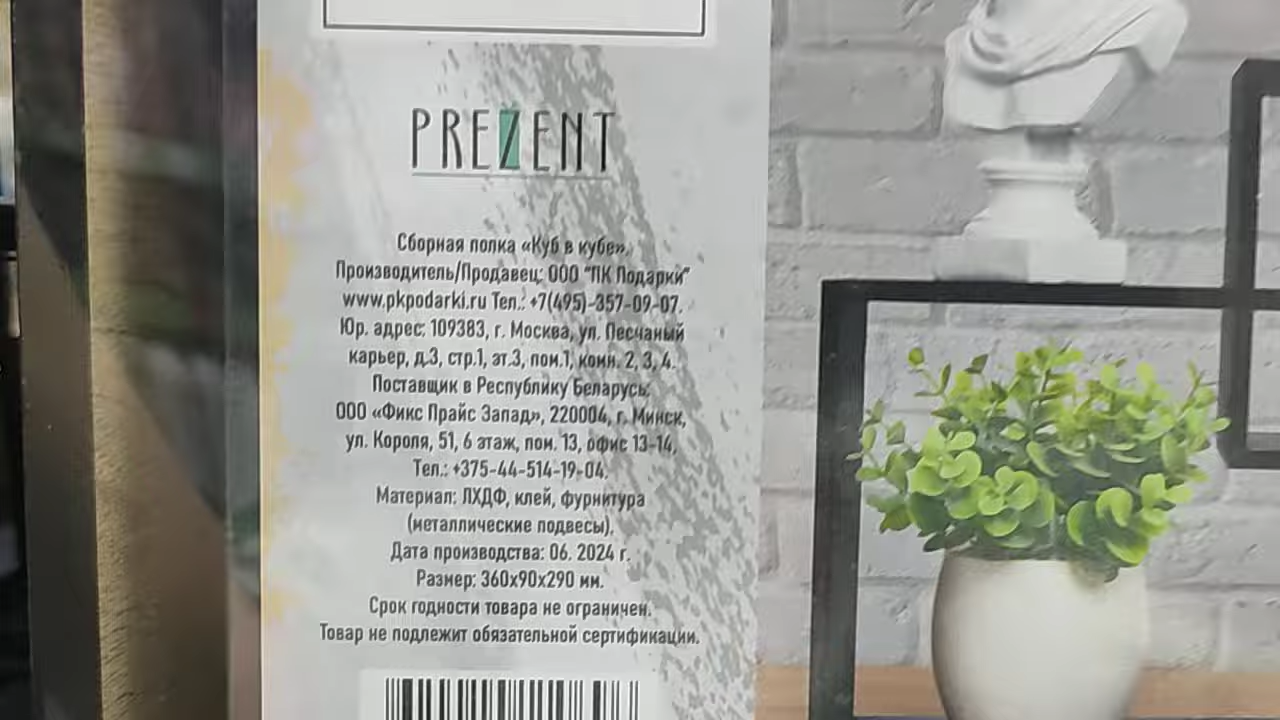 PREZENT
Сборная полка «Куб в кубе».
Производитель/Продавец: ООО "ПК Подарки"
www.pkpodarki.ru Тел.: +7(495)-357-09-07.
Юр. адрес: 109383, г. Москва, ул. Песчаный
карьер, д.3, стр.1, эт.3, пом.1, комн. 2, 3, 4.
Поставщик в Республику Беларусь:
ООО «Фикс Прайс Запад», 220004, г. Минск,
ул. Короля, 51, 6 этаж, пом. 13, офис 13-14,
Тел.: +375-44-514-19-04.
Материал: ЛХДФ, клей, фурнитура
(металлические подвесы).
Дата производства: 06. 2024 г.
Размер: 360х90х290 мм.
Срок годности товара не ограничен.
Товар не подлежит обязательной сертификации.